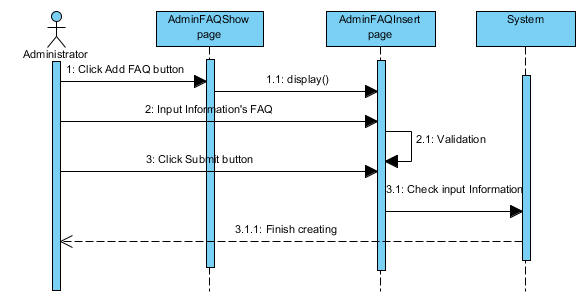 AdminFAQShow
page
AdminFAQInsert
page
System
Administrator
1: Click Add FAQ button
1.1: display()
2: Input Information's FAQ
2.1: Validation
3: Click Submit button
3.1: Check input Information
3.1.1: Finish creating